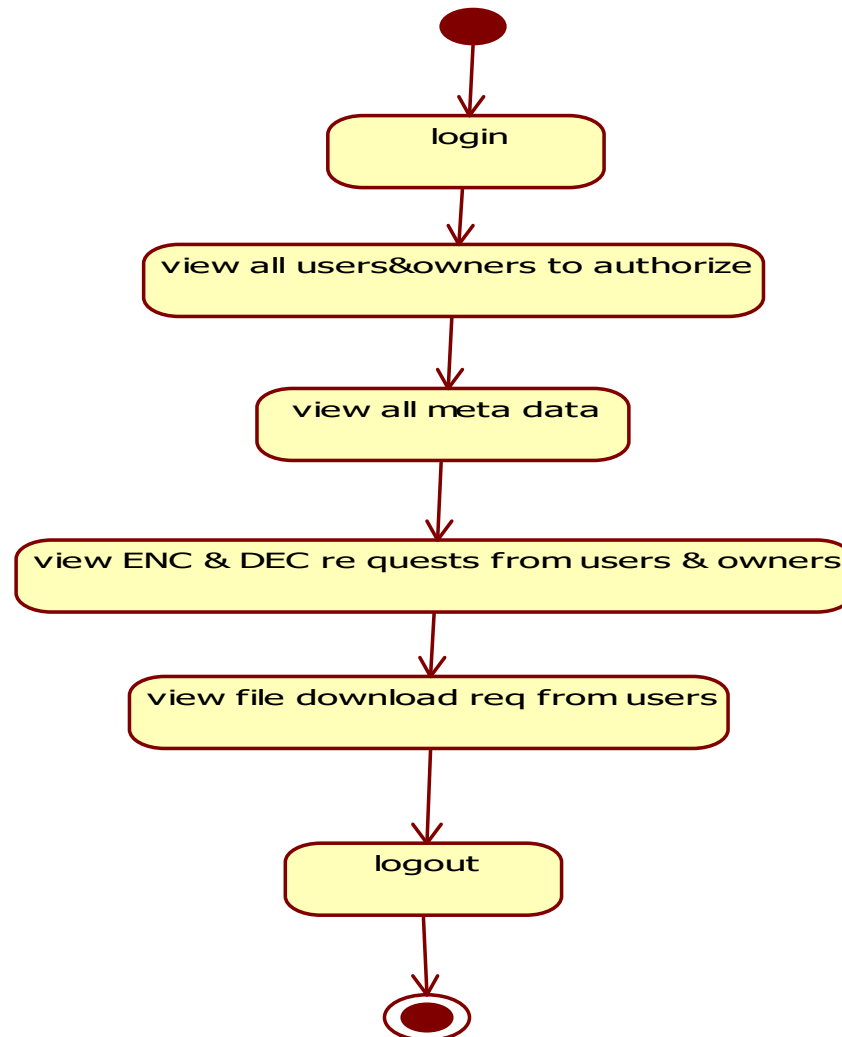 login
view all users&owners to authorize
view all meta data
view ENC & DEC re quests from users & owners
view file download req from users
logout